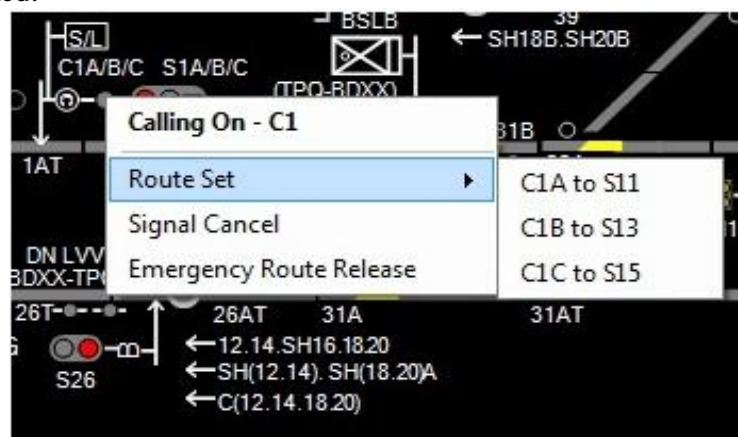 BSLB
39
S/L
SH18B.SH20B
C1A/B/C S1A/B/C
(TPQ-BDXX)
Calling On - C1
31B
1AT
Route Set
C1A to S11
Signal Cancel
C1B to S13
DN LVV
Emergency Route Release
C1C to S15
BDXX-TP
26T
26AT
31A
31AT
12.14.SH16.18.20
S26
SH(12.14). SH(18.20)A
C(12.14.18.20)